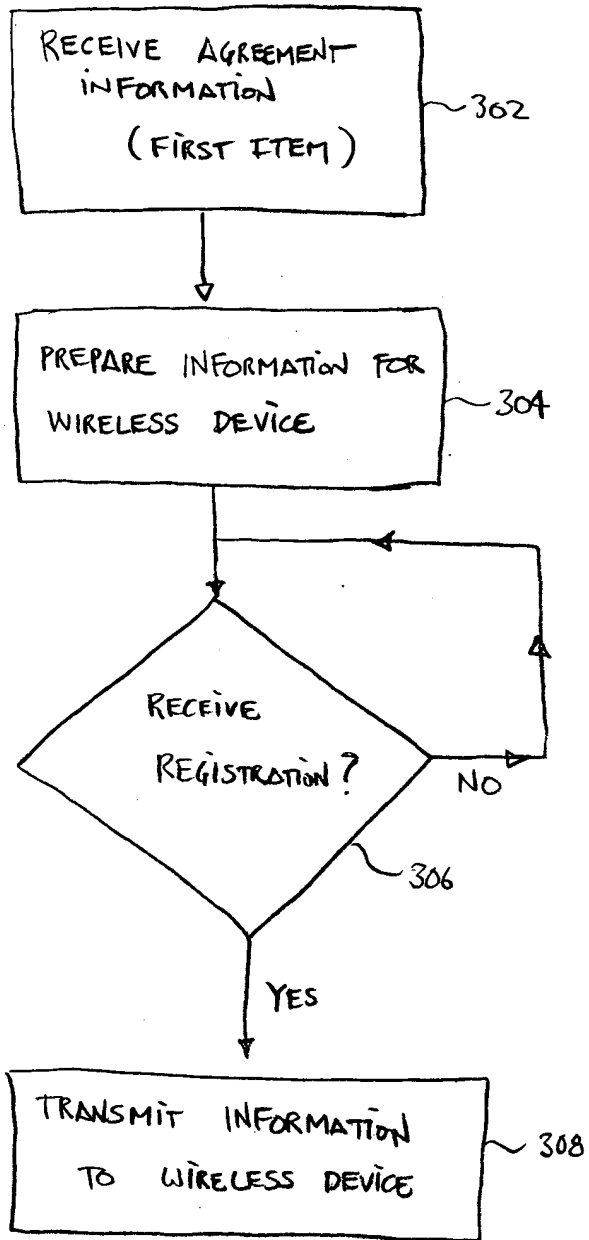 RECEIVE AGREEMENT
INFORMATION
(FIRST ITEM)
302
PREPARE INFORMATION FOR
WIRELESS DEVICE
304
RECEIVE
REGISTRATION?
NO
306
YES
TRANSMIT INFORMATION
TO WIRELESS DEVICE
308